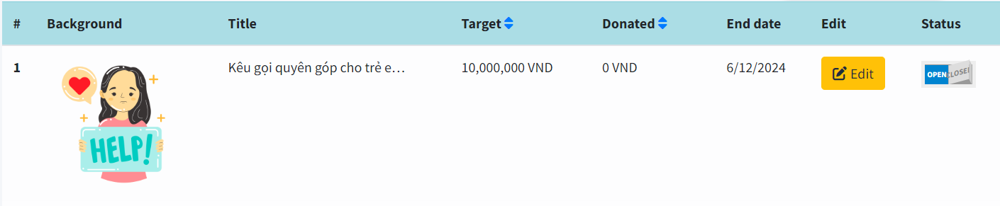 # Background Title Target Donated End date Edit Status
1 Kêu gọi quyên góp cho trẻ e... 10,000,000 VND 0 VND 6/12/2024 Edit OPEN CLOSE
HELP!